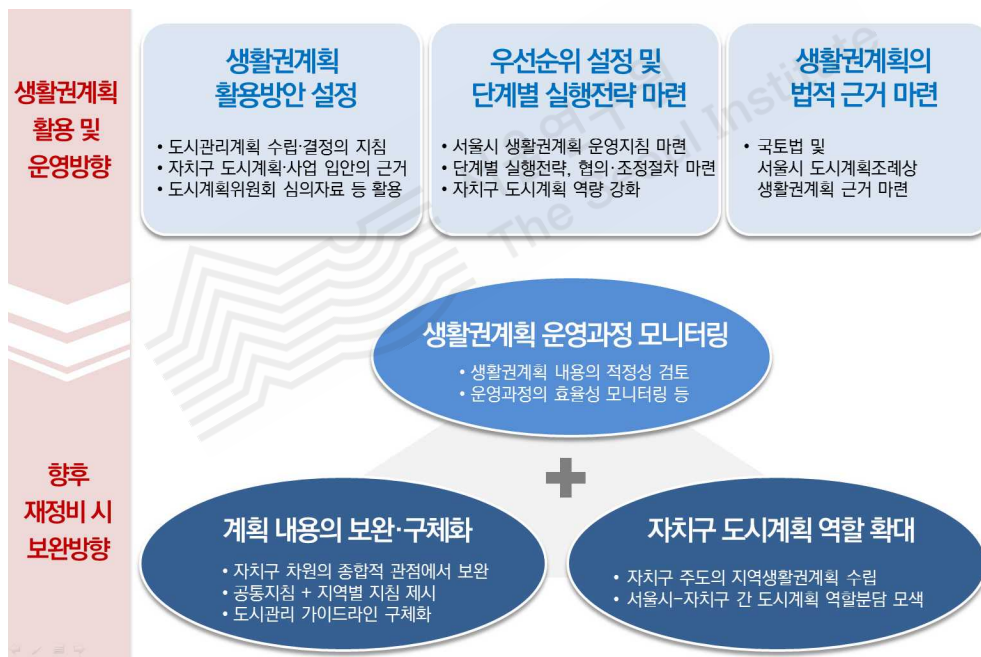 생활권계획
활용 및
운영방향
생활권계획
활용방안 설정
• 도시관리계획 수립·결정의 지침
• 자치구 도시계획·사업 입안의 근거
• 도시계획위원회 심의자료 등 활용
우선순위 설정 및
단계별 실행전략 마련
• 서울시 생활권계획 운영지침 마련
• 단계별 실행전략, 협의·조정절차 마련
• 자치구 도시계획 역량 강화
생활권계획의
법적 근거 마련
• 국토법 및
서울시 도시계획조례상
생활권계획 근거 마련
서울연구원
The Seoul Institute
향후
재정비 시
보완방향
생활권계획 운영과정 모니터링
• 생활권계획 내용의 적정성 검토
• 운영과정의 효율성 모니터링 등
계획 내용의 보완·구체화
• 자치구 차원의 종합적 관점에서 보완
• 공통지침 + 지역별 지침 제시
• 도시관리 가이드라인 구체화
자치구 도시계획 역할 확대
• 자치구 주도의 지역생활권계획 수립
• 서울시-자치구 간 도시계획 역할분담 모색